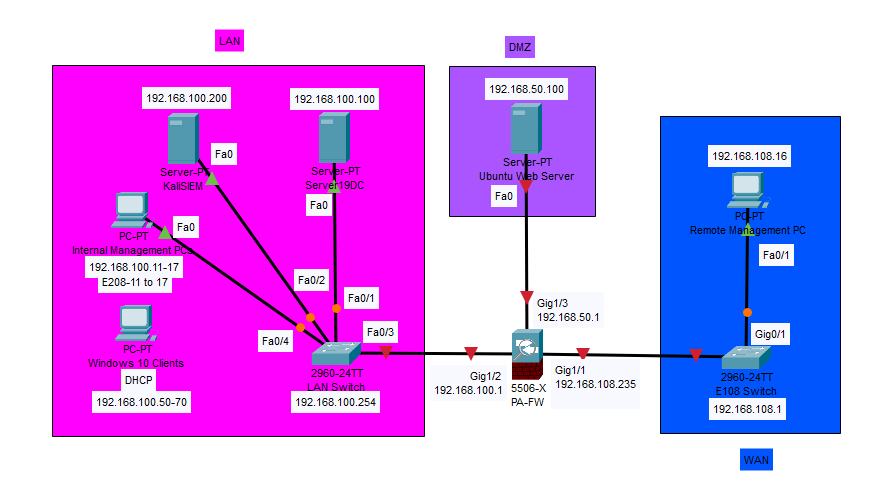 LAN
192.168.100.200
192.168.100.100
Fa0
Server-PT
KaliSIEM
Server-PT
Server19DC
Fa0
Fa0
PC-PT
Internal Management PCs
192.168.100.11-17
E208-11 to 17
Fa0/2
Fa0/1
Fa0/4
Fa0/3
PC-PT
Windows 10 Clients
DHCP
192.168.100.50-70
2960-24TT
LAN Switch
192.168.100.254
DMZ
192.168.50.100
Server-PT
Ubuntu Web Server
Fa0
Gig1/3
192.168.50.1
Gig1/2
192.168.100.1
5506-X
PA-FW
Gig1/1
192.168.108.235
192.168.108.16
PC-PT
Remote Management PC
Fa0/1
Gig0/1
2960-24TT
E108 Switch
192.168.108.1
WAN